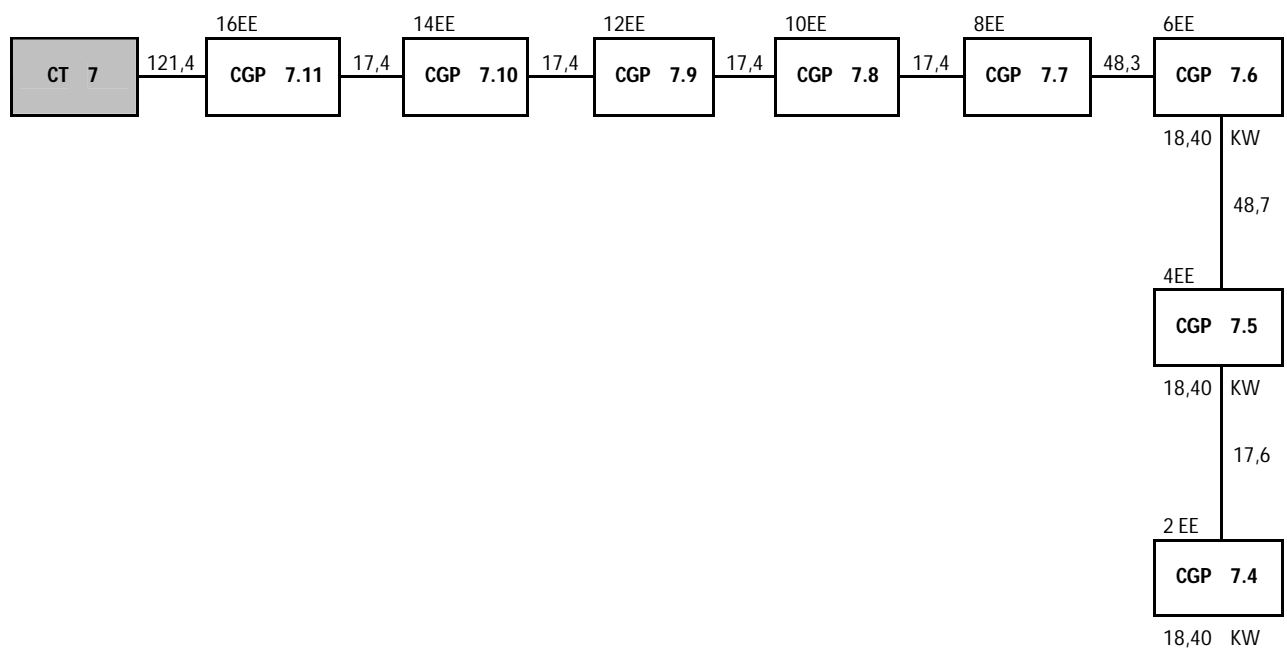 16EE 14EE 12EE 10EE 8EE 6EE
CT 7 121,4 CGP 7.11 17,4 CGP 7.10 17,4 CGP 7.9 17,4 CGP 7.8 17,4 CGP 7.7 48,3 CGP 7.6
18,40 KW
48,7
4EE
CGP 7.5
18,40 KW
17,6
2 EE
CGP 7.4
18,40 KW